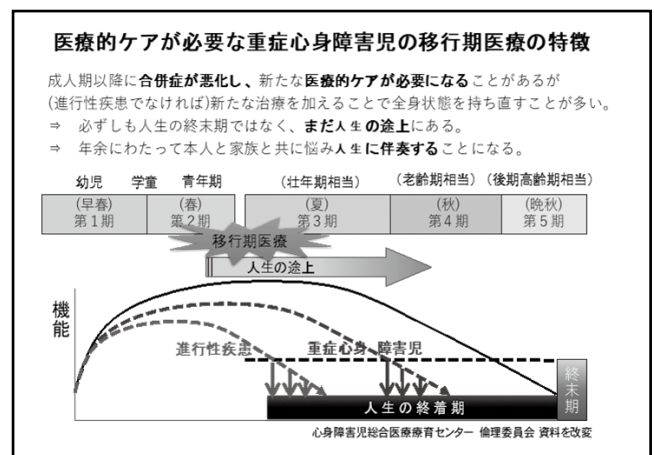 医療的ケアが必要な重症心身障害児の移行期医療の特徴
成人期以降に合併症が悪化し、新たな医療的ケアが必要になることがあるが
(進行性疾患でなければ)新たな治療を加えることで全身状態を持ち直すことが多い。
⇒ 必ずしも人生の終末期ではなく、まだ人生の途上にある。
⇒ 年余にわたって本人と家族と共に悩み人生に伴奏することになる。
幼児 学童 青年期 (壮年期相当) (老齢期相当) (後期高齢期相当)
(早春) (春) (夏) (秋) (晩秋)
第1期 第2期 第3期 第4期 第5期
移行期医療
人生の途上
機能
進行性疾患 重症心身 障害児
終末期
人生の終着期
心身障害児総合医療療育センター 倫理委員会 資料を改変